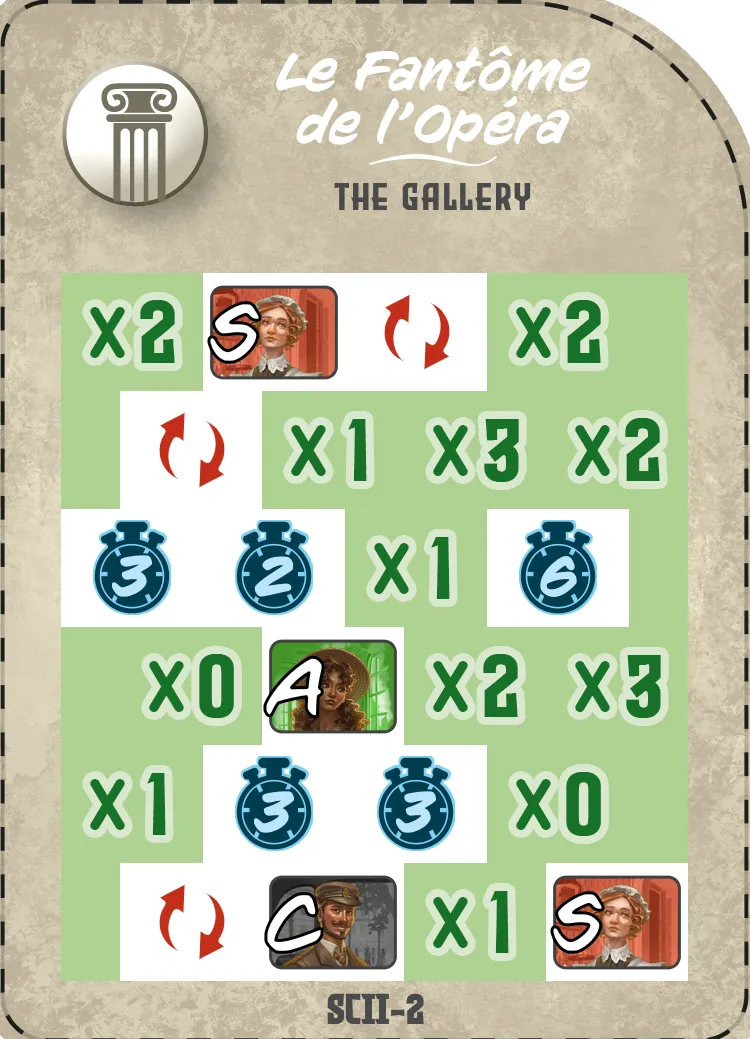 Le Fantôme
de l'Opéra
THE GALLERY
X2 S X2
X1 X3 X2
3 2 X1 6
X0 A X2 X3
X1 3 3 X0
C X1 S
SCII-2